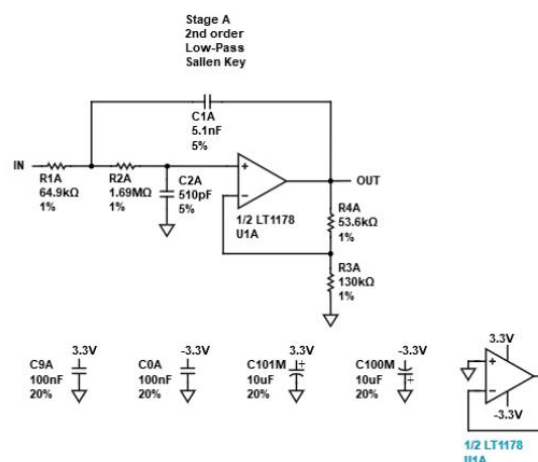 Stage A
2nd order
Low-Pass
Sallen Key
C1A
5.1nF
5%
IN
R1A
64.9kΩ
1%
R2A
1.69MΩ
1%
C2A
510pF
5%
+
−
1/2 LT1178
U1A
OUT
R4A
53.6kΩ
1%
R3A
130kΩ
1%
3.3V
C9A
100nF
20%
-3.3V
C0A
100nF
20%
3.3V
C101M
+
10uF
20%
-3.3V
C100M
10uF
+
20%
3.3V
+
−
-3.3V
1/2 LT1178
U1A